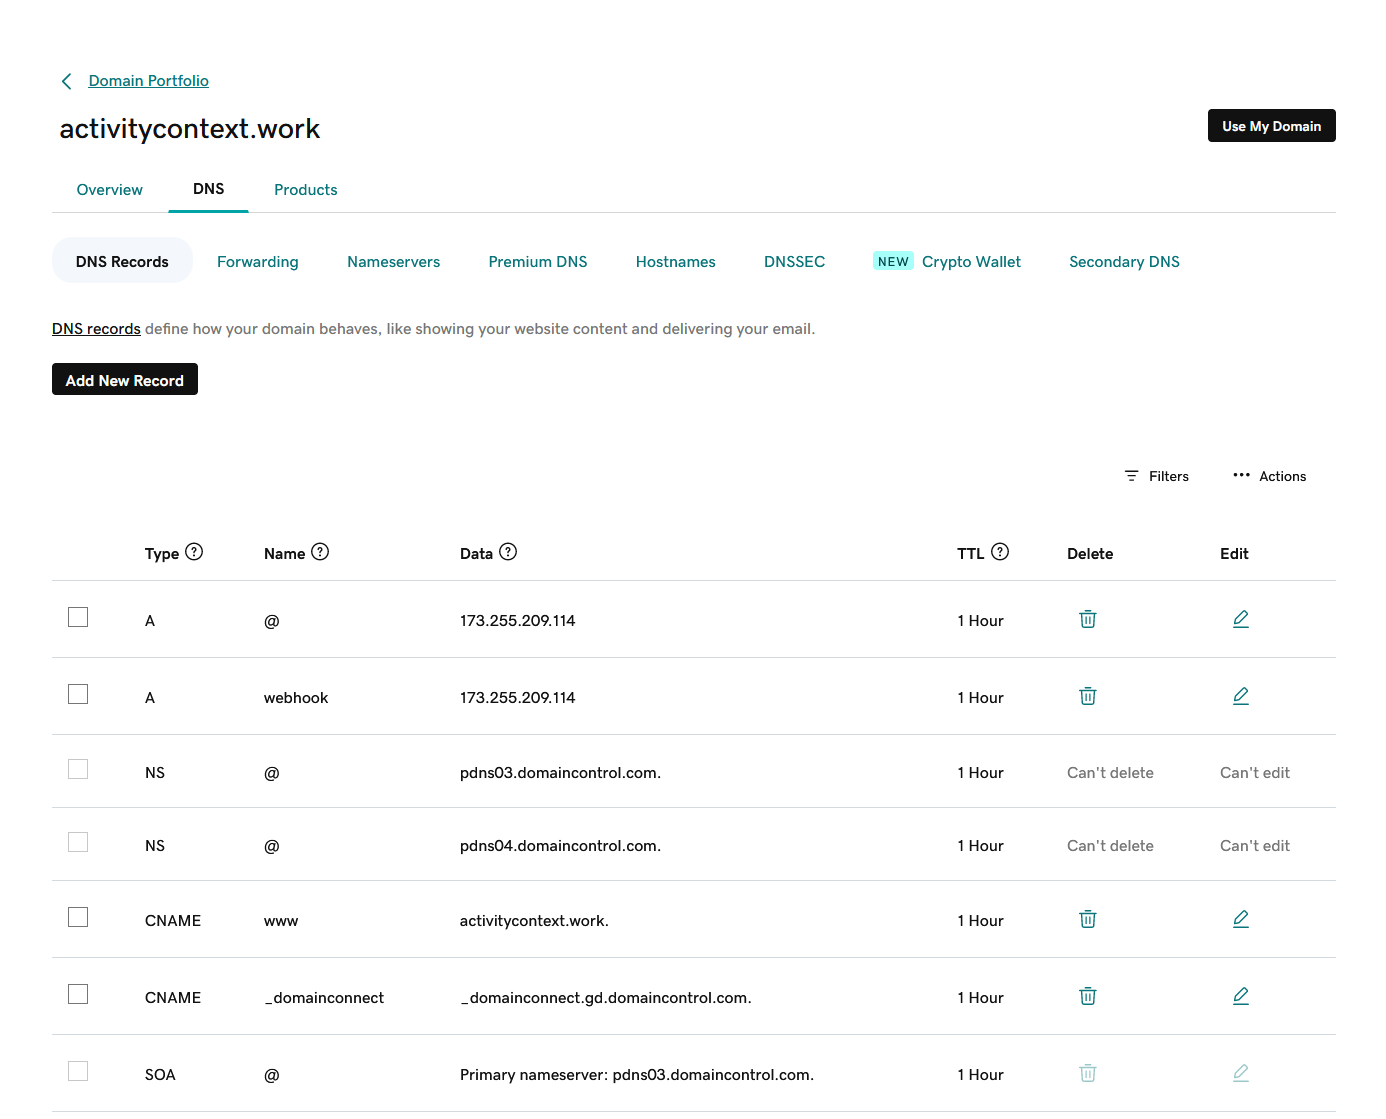 Domain Portfolio
activitycontext.work
Use My Domain
Overview DNS Products
DNS Records Forwarding Nameservers Premium DNS Hostnames DNSSEC NEW Crypto Wallet Secondary DNS
DNS records define how your domain behaves, like showing your website content and delivering your email.
Add New Record
Filters ••• Actions
Type ? Name ? Data ? TTL ? Delete Edit
A @ 173.255.209.114 1 Hour
A webhook 173.255.209.114 1 Hour
NS @ pdns03.domaincontrol.com. 1 Hour Can't delete Can't edit
NS @ pdns04.domaincontrol.com. 1 Hour Can't delete Can't edit
CNAME www activitycontext.work. 1 Hour
CNAME _domainconnect _domainconnect.gd.domaincontrol.com. 1 Hour
SOA @ Primary nameserver: pdns03.domaincontrol.com. 1 Hour